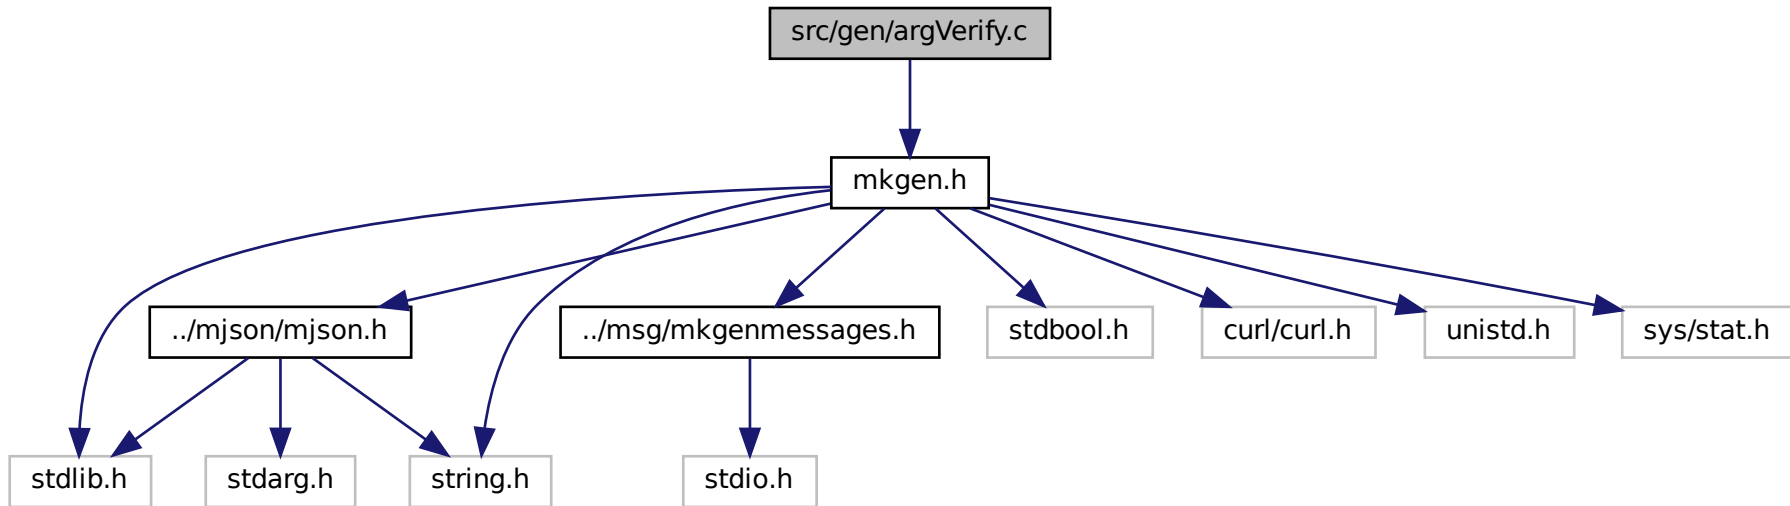 src/gen/argVerify.c
mkgen.h
../mjson/mjson.h
../msg/mkgenmessages.h
stdbool.h
curl/curl.h
unistd.h
sys/stat.h
stdlib.h
stdarg.h
string.h
stdio.h